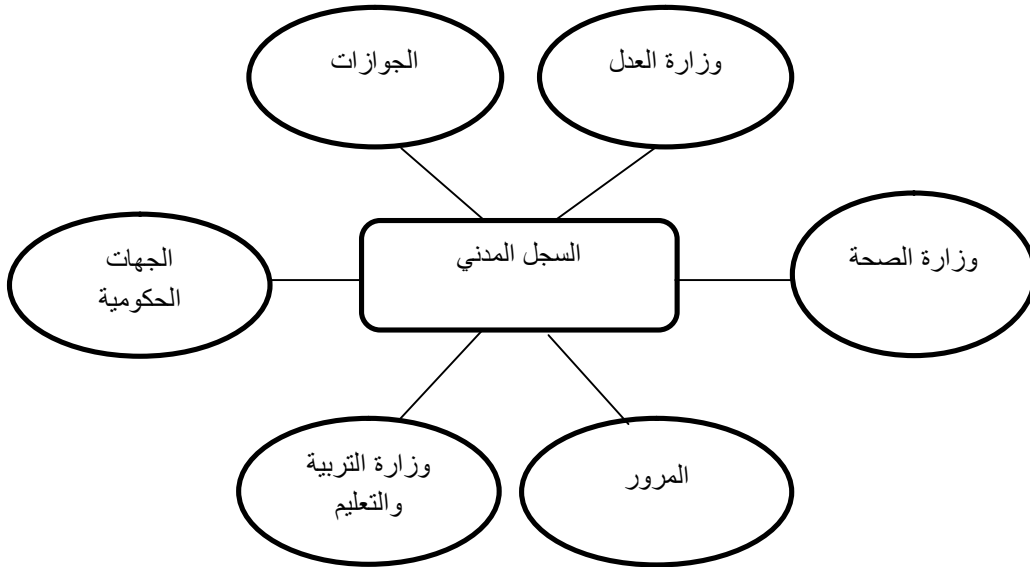 وزارة العدل
الجوازات
السجل المدني
وزارة الصحة
الجهات
الحكومية
المرور
وزارة التربية
والتعليم